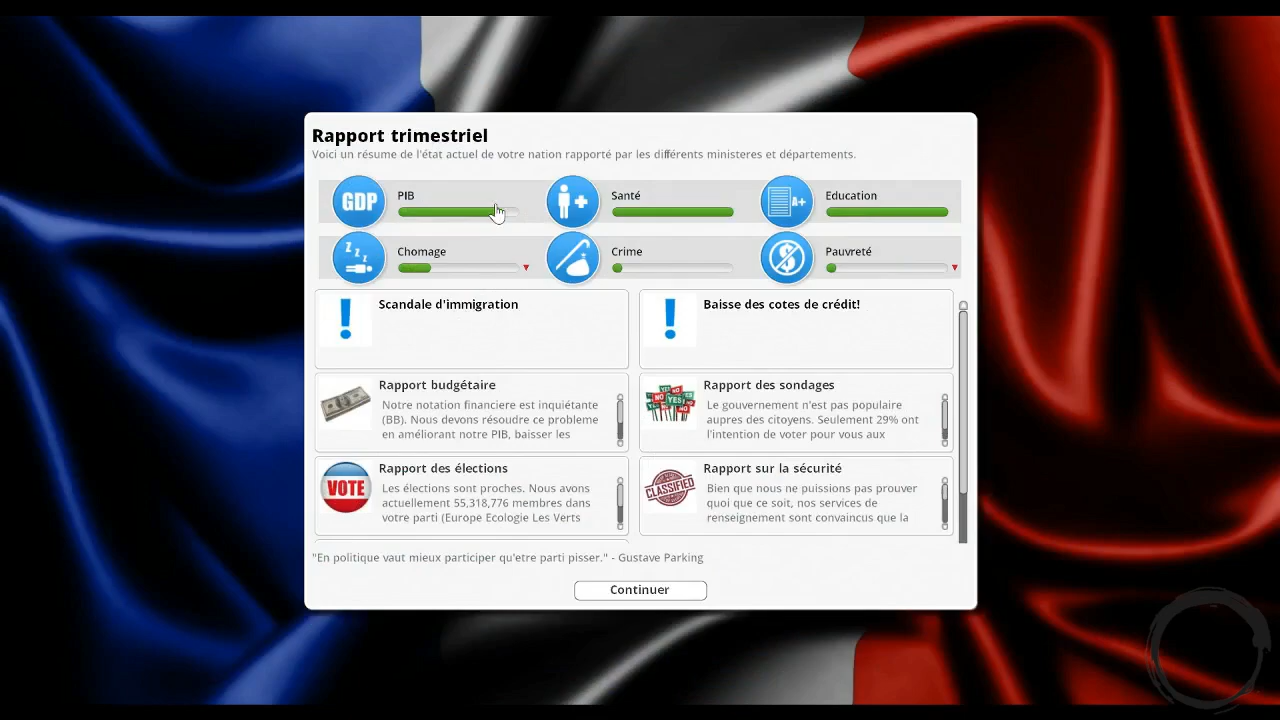 Rapport trimestriel
Voici un résume de l'état actuel de votre nation rapporté par les différents ministeres et départements.
GDP
PIB
Santé
A+
Education
Z Z Z
Chomage
Crime
$
Pauvreté
! Scandale d'immigration
! Baisse des cotes de crédit!
Rapport budgétaire
Notre notation financiere est inquiétante
(BB). Nous devons résoudre ce probleme
en améliorant notre PIB, baisser les
YES NO
Rapport des sondages
Le gouvernement n'est pas populaire
aupres des citoyens. Seulement 29% ont
l'intention de voter pour vous aux
VOTE
Rapport des élections
Les élections sont proches. Nous avons
actuellement 55,318,776 membres dans
votre parti (Europe Ecologie Les Verts
CLASSIFIED
Rapport sur la sécurité
Bien que nous ne puissions pas prouver
quoi que ce soit, nos services de
renseignement sont convaincus que la
"En politique vaut mieux participer qu'etre parti pisser." - Gustave Parking
Continuer